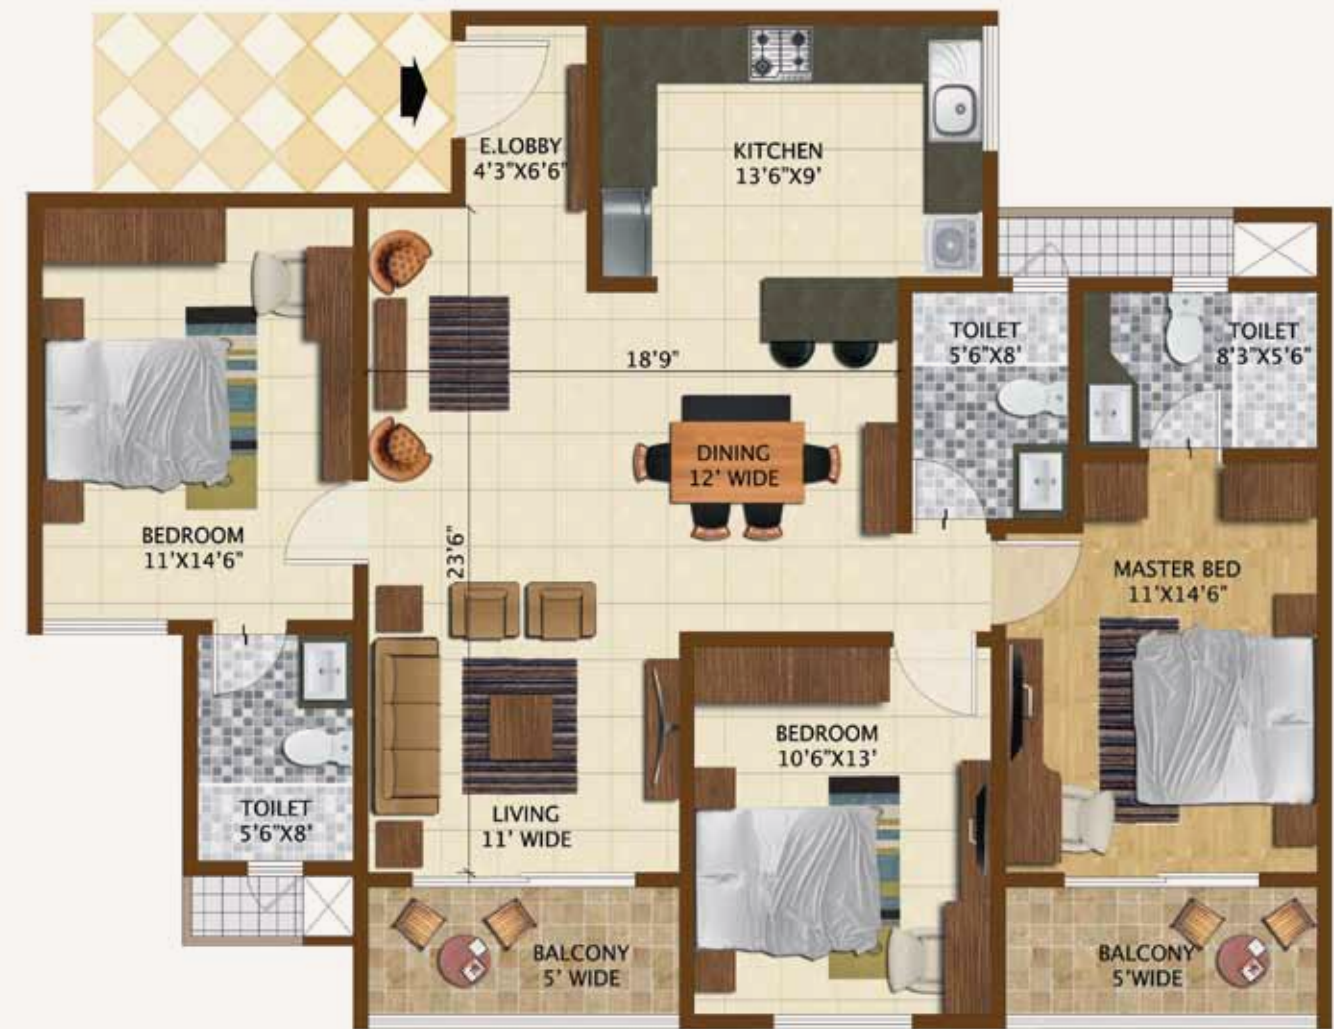 E.LOBBY
4'3"X6'6"
KITCHEN
13'6"X9'
TOILET
5'6"X8'
TOILET
8'3"X5'6"
18'9"
DINING
12' WIDE
BEDROOM
11'X14'6"
23'6"
MASTER BED
11'X14'6"
BEDROOM
10'6"X13'
TOILET
5'6"X8'
LIVING
11' WIDE
BALCONY
5' WIDE
BALCONY
5'WIDE